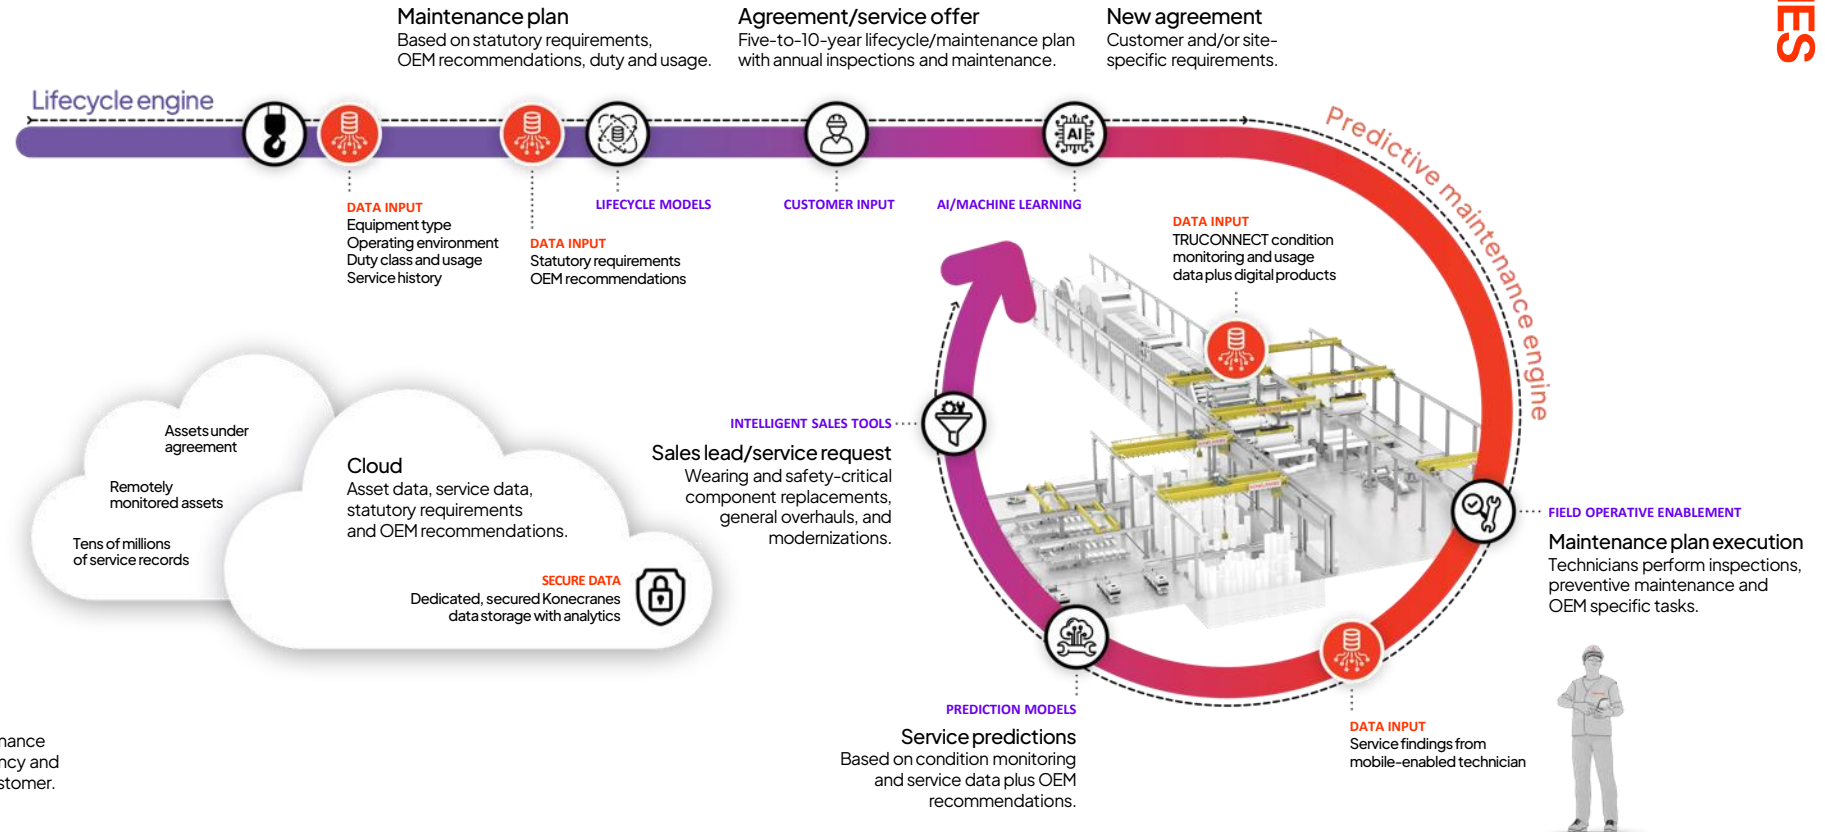 IES
Maintenance plan
Based on statutory requirements,
OEM recommendations, duty and usage.
Agreement/service offer
Five-to-10-year lifecycle/maintenance plan
with annual inspections and maintenance.
New agreement
Customer and/or site-
specific requirements.
Lifecycle engine
Predictive maintenance engine
AI
DATA INPUT
Equipment type
Operating environment
Duty class and usage
Service history
DATA INPUT
Statutory requirements
OEM recommendations
LIFECYCLE MODELS
CUSTOMER INPUT
AI/MACHINE LEARNING
DATA INPUT
TRUCONNECT condition
monitoring and usage
data plus digital products
Assets under
agreement
Remotely
monitored assets
Tens of millions
of service records
Cloud
Asset data, service data,
statutory requirements
and OEM recommendations.
SECURE DATA
Dedicated, secured Konecranes
data storage with analytics
INTELLIGENT SALES TOOLS
Sales lead/service request
Wearing and safety-critical
component replacements,
general overhauls, and
modernizations.
FIELD OPERATIVE ENABLEMENT
Maintenance plan execution
Technicians perform inspections,
preventive maintenance and
OEM specific tasks.
PREDICTION MODELS
Service predictions
Based on condition monitoring
and service data plus OEM
recommendations.
DATA INPUT
Service findings from
mobile-enabled technician
nance
ncy and
stomer.